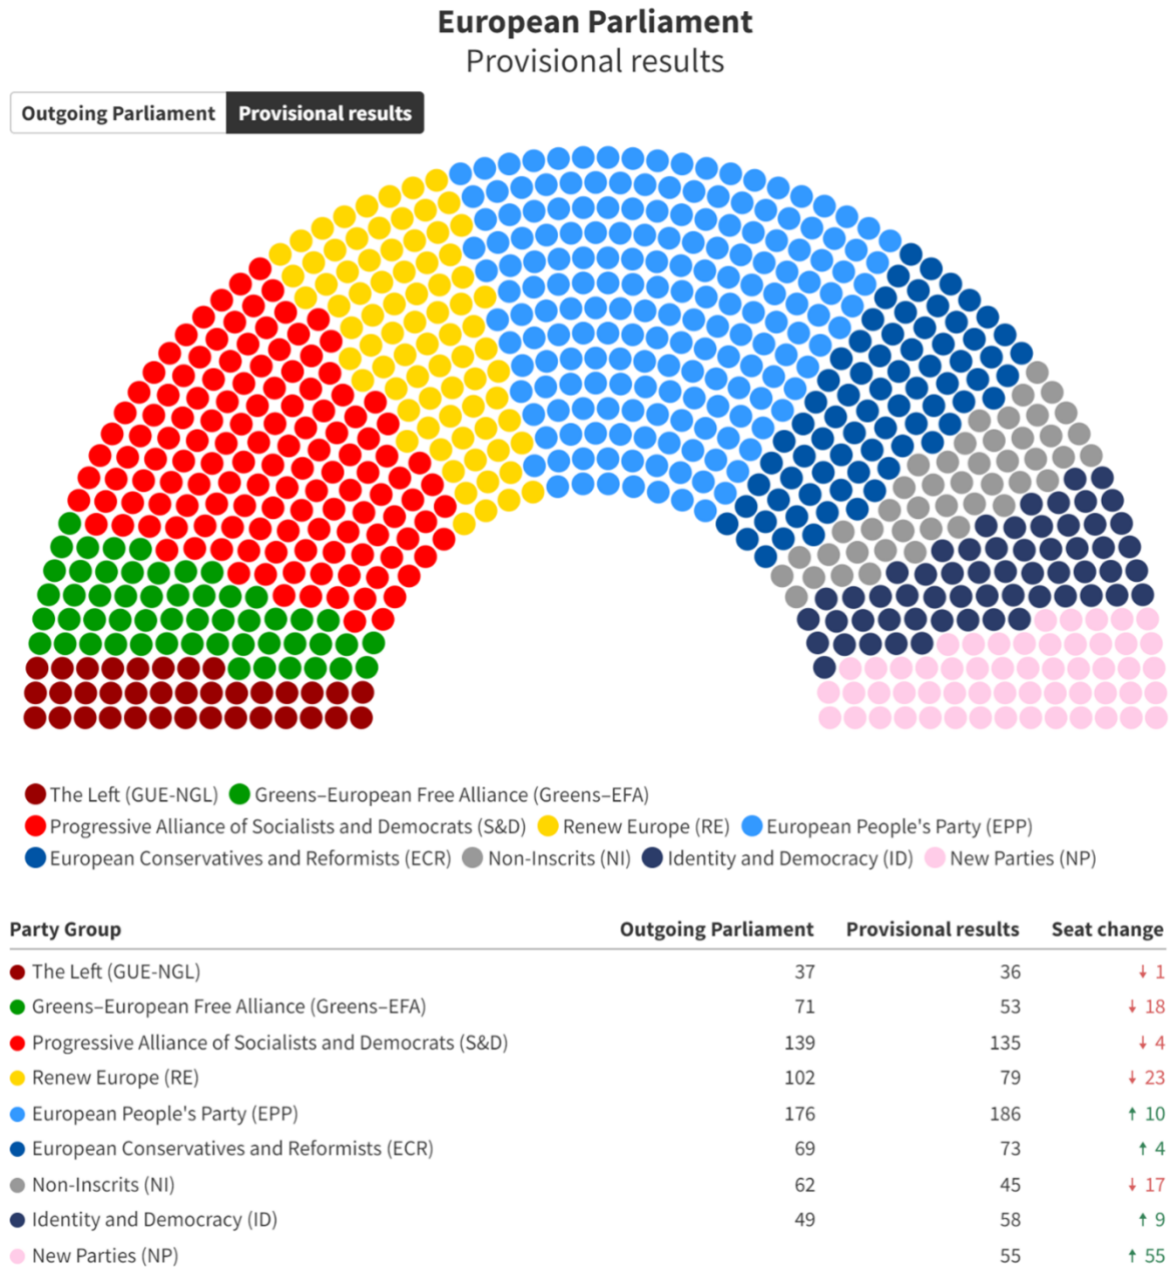 European Parliament
Provisional results
Outgoing Parliament Provisional results
The Left (GUE-NGL) Greens–European Free Alliance (Greens–EFA)
Progressive Alliance of Socialists and Democrats (S&D) Renew Europe (RE) European People's Party (EPP)
European Conservatives and Reformists (ECR) Non-Inscrits (NI) Identity and Democracy (ID) New Parties (NP)
Party Group Outgoing Parliament Provisional results Seat change
The Left (GUE-NGL) 37 36 ↓ 1
Greens–European Free Alliance (Greens–EFA) 71 53 ↓ 18
Progressive Alliance of Socialists and Democrats (S&D) 139 135 ↓ 4
Renew Europe (RE) 102 79 ↓ 23
European People's Party (EPP) 176 186 ↑ 10
European Conservatives and Reformists (ECR) 69 73 ↑ 4
Non-Inscrits (NI) 62 45 ↓ 17
Identity and Democracy (ID) 49 58 ↑ 9
New Parties (NP) 55 ↑ 55